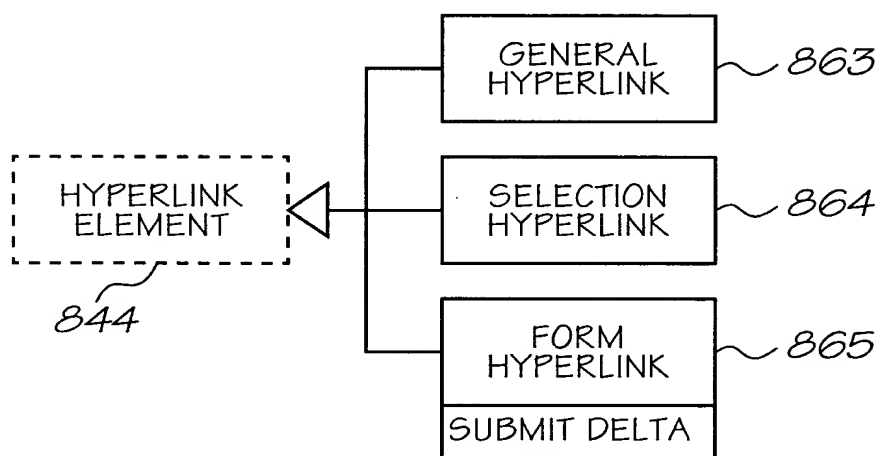 GENERAL
HYPERLINK
863
HYPERLINK
ELEMENT
844
SELECTION
HYPERLINK
864
FORM
HYPERLINK
865
SUBMIT DELTA